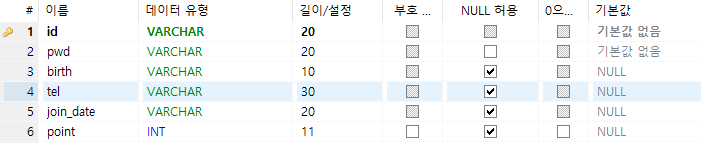 # 이름 데이터 유형 길이/설정 부호 ... NULL 허용 0으... 기본값
1 id VARCHAR 20 기본값 없음
2 pwd VARCHAR 20 기본값 없음
3 birth VARCHAR 10 NULL
4 tel VARCHAR 30 NULL
5 join_date VARCHAR 20 NULL
6 point INT 11 NULL